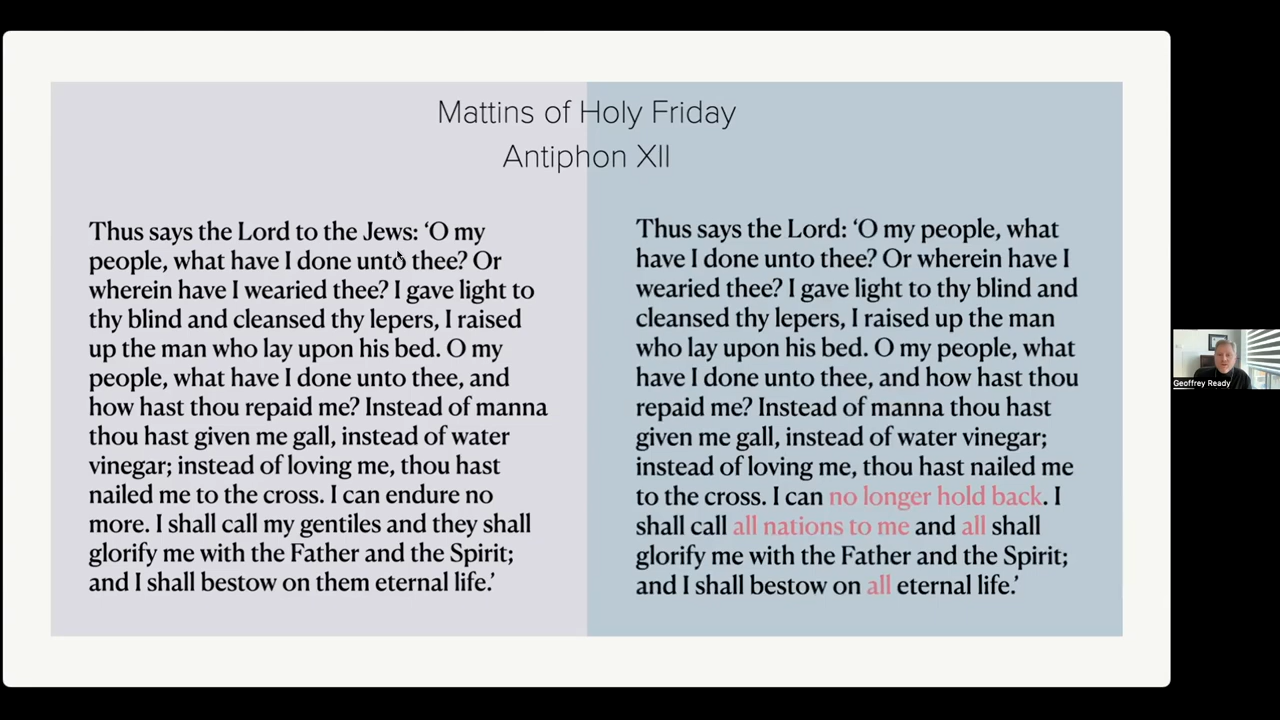 Mattins of Holy Friday
Antiphon XII
Thus says the Lord to the Jews: ‘O my
people, what have I done unto thee? Or
wherein have I wearied thee? I gave light to
thy blind and cleansed thy lepers, I raised
up the man who lay upon his bed. O my
people, what have I done unto thee, and
how hast thou repaid me? Instead of manna
thou hast given me gall, instead of water
vinegar; instead of loving me, thou hast
nailed me to the cross. I can endure no
more. I shall call my gentiles and they shall
glorify me with the Father and the Spirit;
and I shall bestow on them eternal life.’
Thus says the Lord: ‘O my people, what
have I done unto thee? Or wherein have I
wearied thee? I gave light to thy blind and
cleansed thy lepers, I raised up the man
who lay upon his bed. O my people, what
have I done unto thee, and how hast thou
repaid me? Instead of manna thou hast
given me gall, instead of water vinegar;
instead of loving me, thou hast nailed me
to the cross. I can no longer hold back. I
shall call all nations to me and all shall
glorify me with the Father and the Spirit;
and I shall bestow on all eternal life.’
Geoffrey Ready